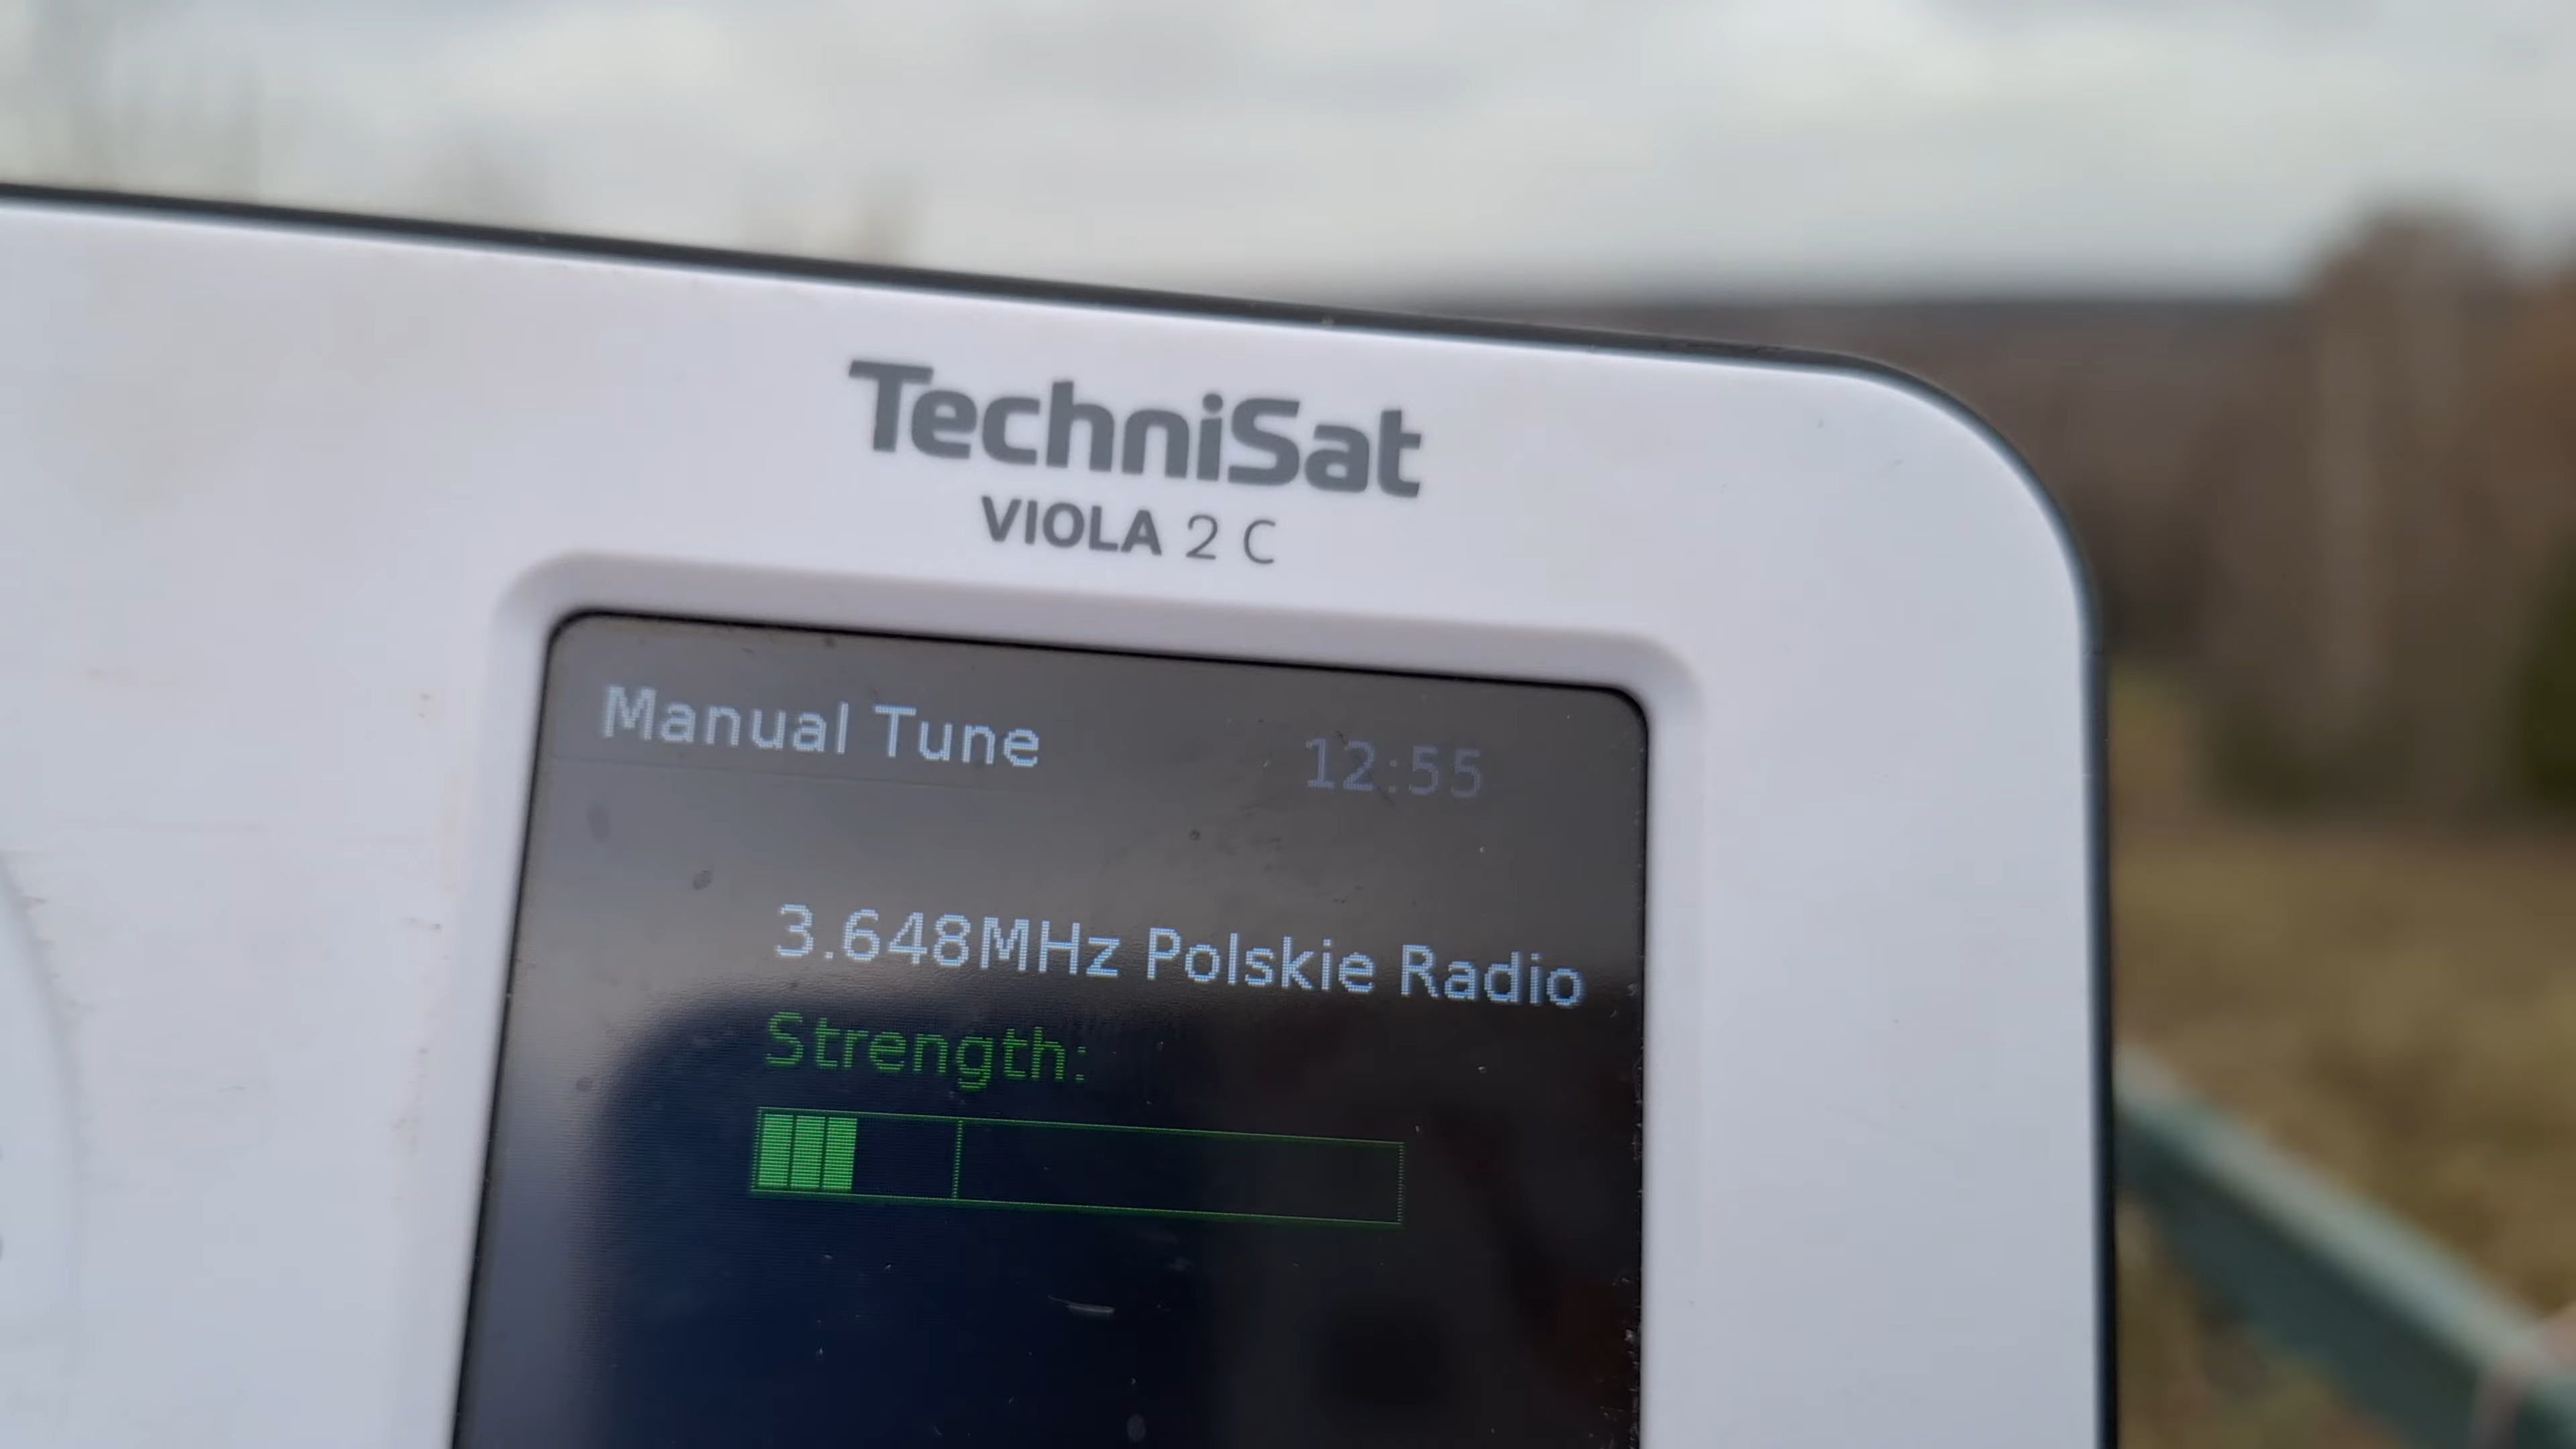 TechniSat
VIOLA 2 C
Manual Tune 12:55
3.648MHz Polskie Radio
Strength: